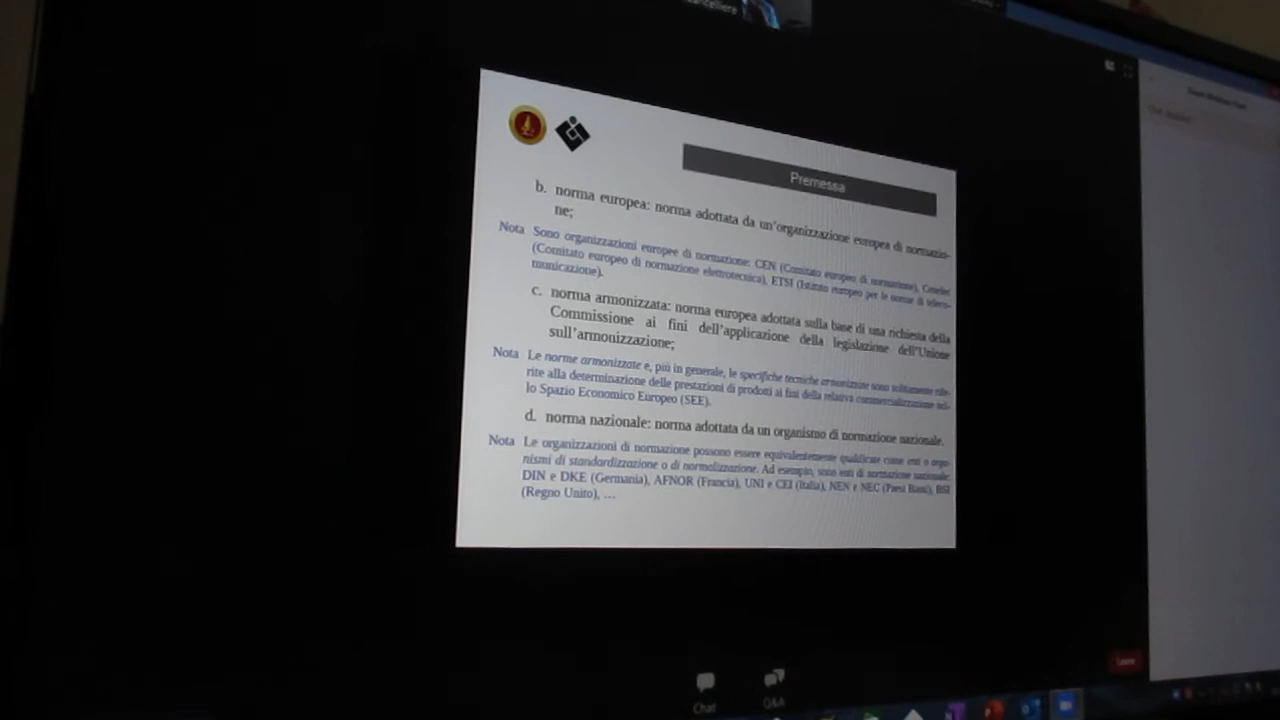 Premessa
b. norma europea: norma adottata da un'organizzazione europea di normazio-
ne;
Nota Sono organizzazioni europee di normazione: CEN (Comitato europeo di normazione), Cenelec
(Comitato europeo di normazione elettrotecnica), ETSI (Istituto europeo per le norme di teleco-
municazione).
c. norma armonizzata: norma europea adottata sulla base di una richiesta della
Commissione ai fini dell'applicazione della legislazione dell'Unione
sull'armonizzazione;
Nota Le norme armonizzate e, più in generale, le specifiche tecniche armonizzate sono solitamente rife-
rite alla determinazione delle prestazioni di prodotti ai fini della relativa commercializzazione nel-
lo Spazio Economico Europeo (SEE).
d. norma nazionale: norma adottata da un organismo di normazione nazionale.
Nota Le organizzazioni di normazione possono essere equivalentemente qualificate come enti o orga-
nismi di standardizzazione o di normalizzazione. Ad esempio, sono enti di normazione nazionale:
DIN e DKE (Germania), AFNOR (Francia), UNI e CEI (Italia), NEN e NEC (Paesi Bassi), BSI
(Regno Unito), …
Leave
Chat
Q&A